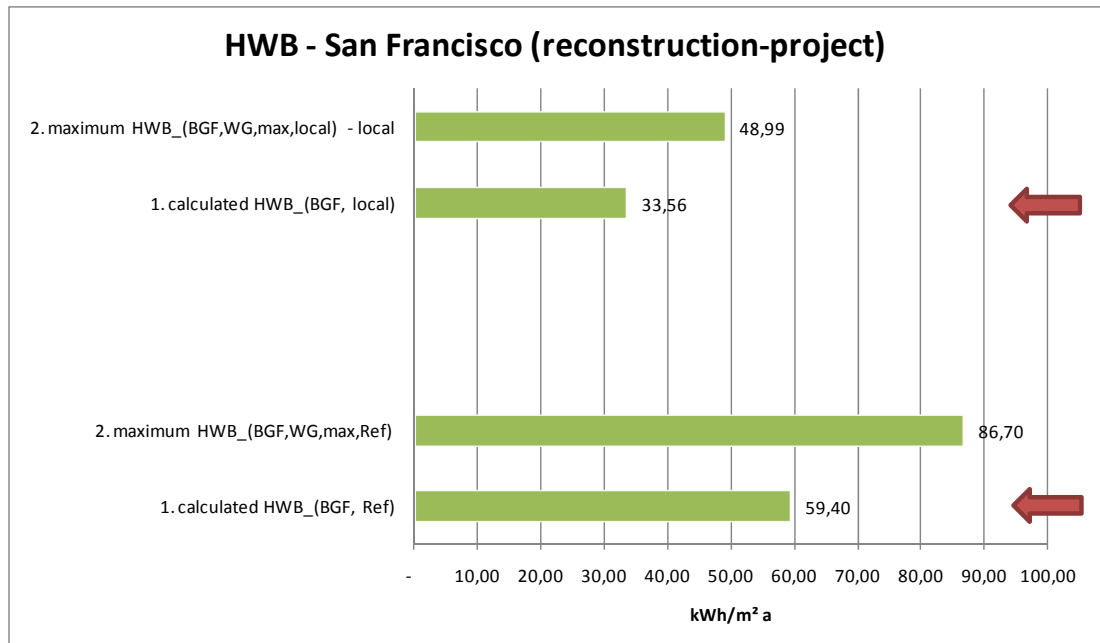 HWB - San Francisco (reconstruction-project)
2. maximum HWB_(BGF,WG,max,local) - local
48,99
1. calculated HWB_(BGF, local)
33,56
2. maximum HWB_(BGF,WG,max,Ref)
86,70
1. calculated HWB_(BGF, Ref)
59,40
- 10,00 20,00 30,00 40,00 50,00 60,00 70,00 80,00 90,00 100,00
kWh/m² a